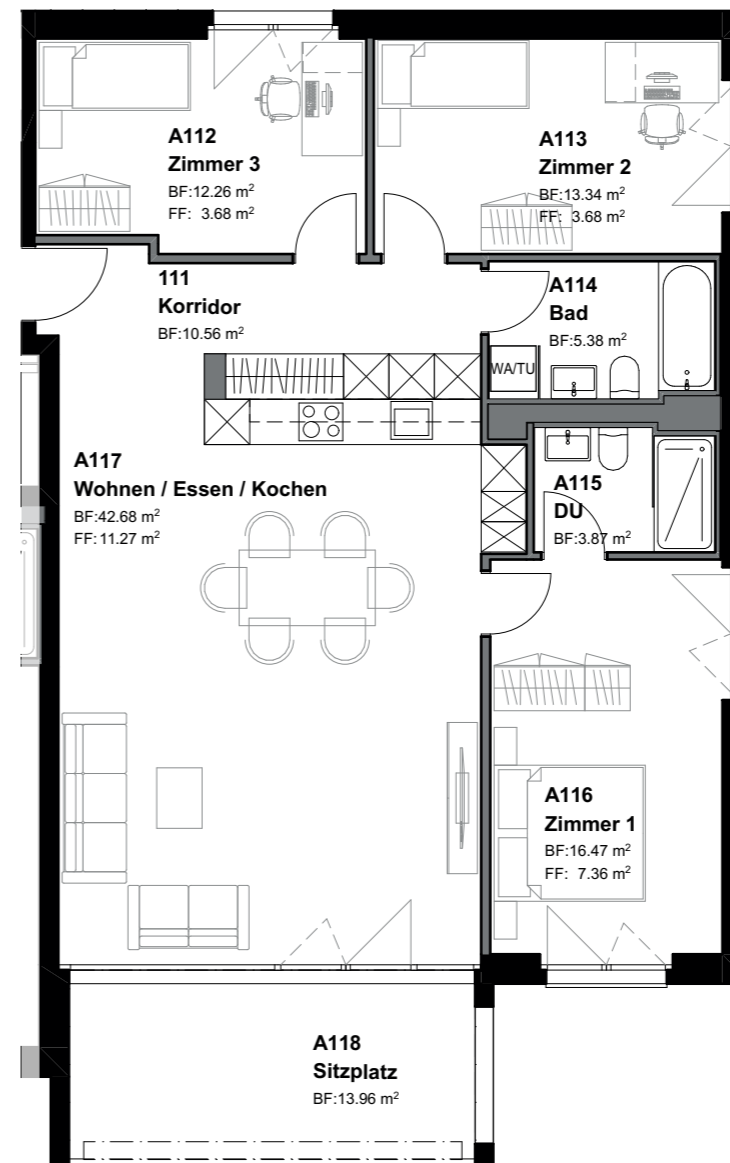 A112
Zimmer 3
BF:12.26 m²
FF: 3.68 m²
A113
Zimmer 2
BF:13.34 m²
FF: 3.68 m²
111
Korridor
BF:10.56 m²
A114
Bad
BF:5.38 m²
WA/TU
A117
Wohnen / Essen / Kochen
BF:42.68 m²
FF:11.27 m²
A115
DU
BF:3.87 m²
A116
Zimmer 1
BF:16.47 m²
FF: 7.36 m²
A118
Sitzplatz
BF:13.96 m²